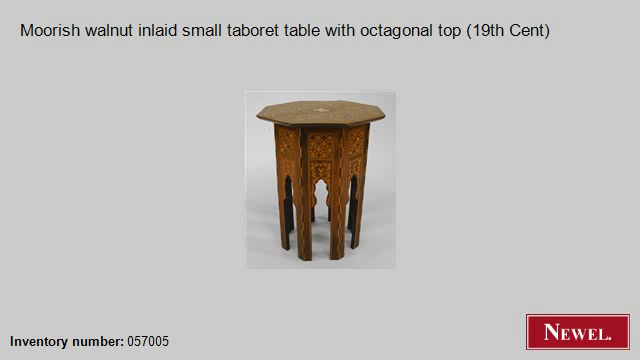 Moorish walnut inlaid small taboret table with octagonal top (19th Cent)
Inventory number: 057005
NEWEL.